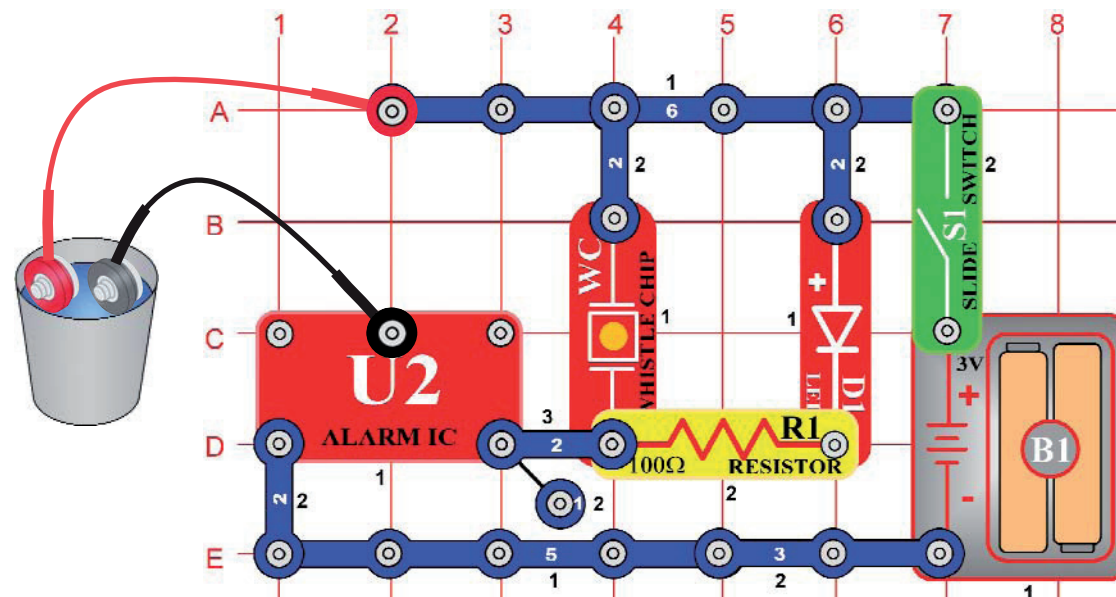 1 2 3 4 5 6 7 8
A
1
6
2 2
2 2
SLIDE SWITCH
S1
2
B
WC
WHISTLE CHIP
1
+
1
D1
C
U2
ALARM IC
1
3V
+
-
B1
1
D
3
2
R1
100Ω RESISTOR
2
1 2
2 2
E
5
1
3
2